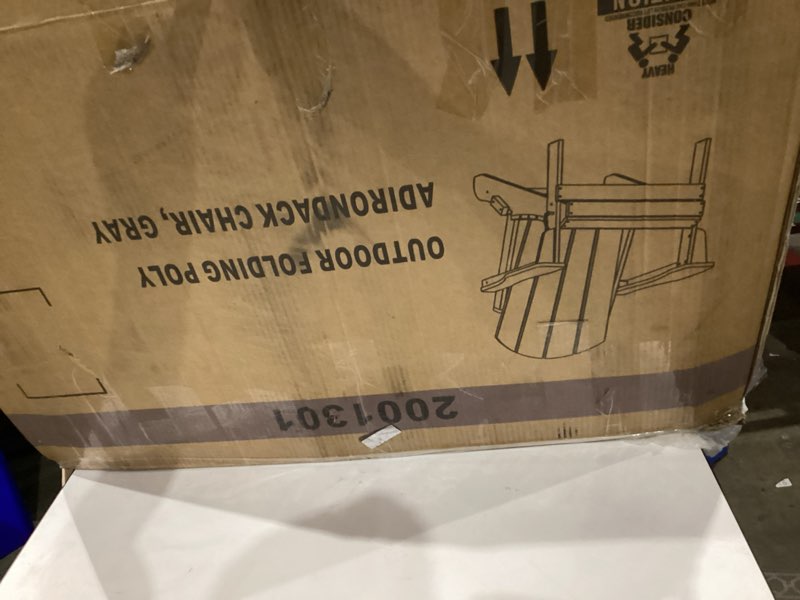 2001301
OUTDOOR FOLDING POLY
ADIRONDACK CHAIR, GRAY
HEAVY
CONSIDER